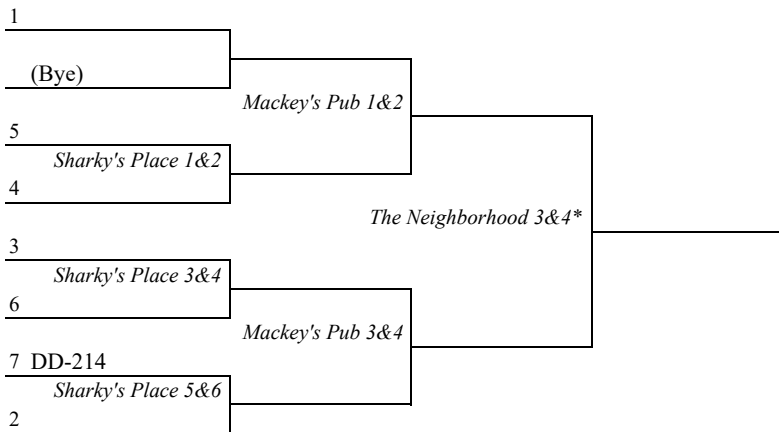 1
(Bye)
Mackey's Pub 1&2
5
Sharky's Place 1&2
4
The Neighborhood 3&4*
3
Sharky's Place 3&4
6
Mackey's Pub 3&4
7 DD-214
Sharky's Place 5&6
2